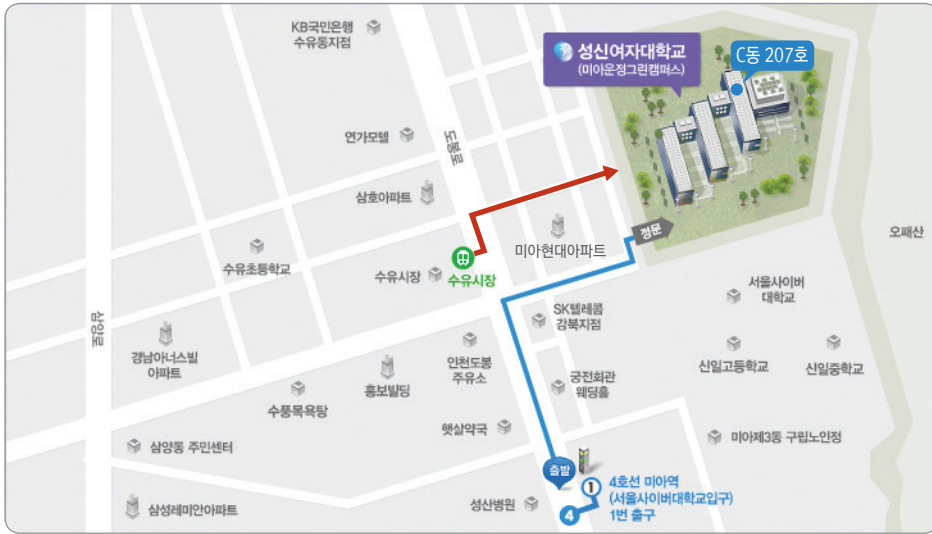 KB국민은행
수유동지점
성신여자대학교
(미아운정그린캠퍼스)
C동 207호
연가모텔
도봉로
삼호아파트
정문
미아현대아파트
오패산
수유초등학교
수유시장
수유시장
서울사이버
대학교
SK텔레콤
강북지점
삼양로
경남아너스빌
아파트
인천도봉
주유소
홍보빌딩
신일고등학교
신일중학교
궁전회관
웨딩홀
수풍목욕탕
햇살약국
미아제3동 구립노인정
삼양동 주민센터
출발
1
4호선 미아역
(서울사이버대학교입구)
1번 출구
4
성산병원
삼성레미안아파트